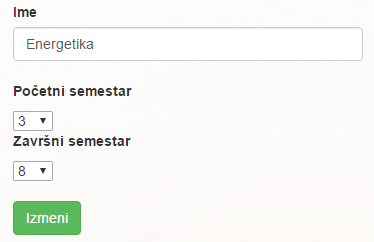 Ime
Energetika
Početni semestar
3
Završni semestar
8
Izmeni